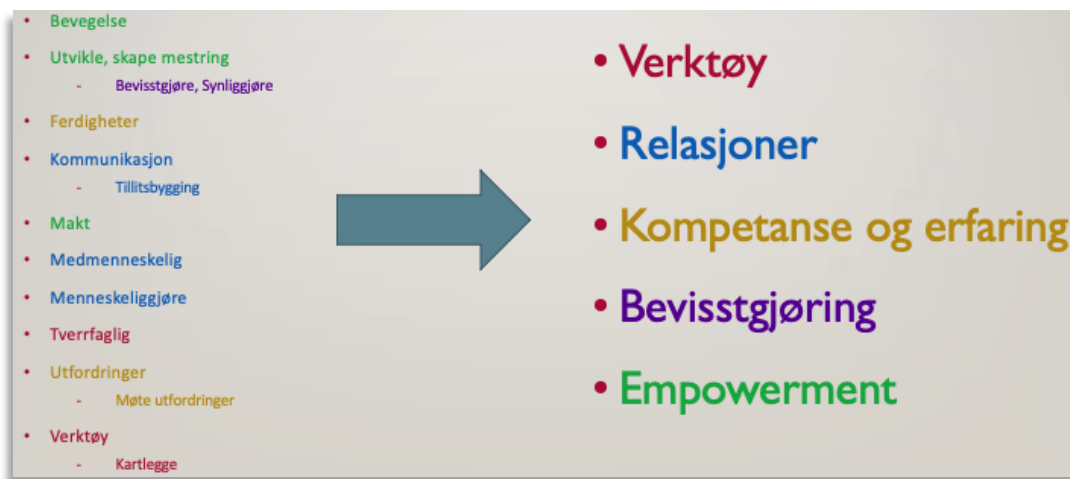 • Bevegelse
• Utvikle, skape mestring
- Bevisstgjøre, Synliggjøre
• Ferdigheter
• Kommunikasjon
- Tillitsbygging
• Makt
• Medmenneskelig
• Menneskeliggjøre
• Tverrfaglig
• Utfordringer
- Møte utfordringer
• Verktøy
- Kartlegge
• Verktøy
• Relasjoner
• Kompetanse og erfaring
• Bevisstgjøring
• Empowerment